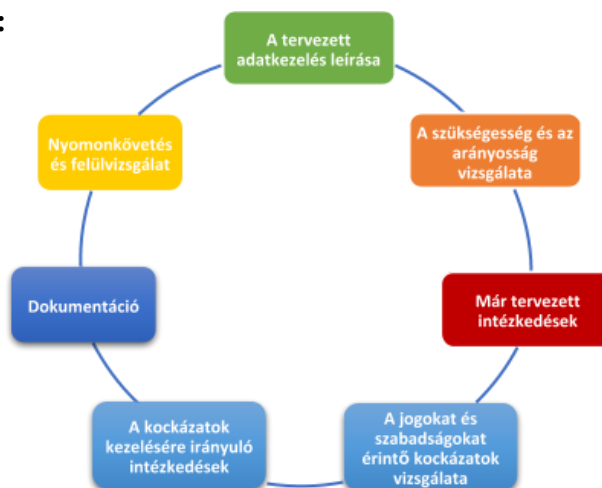 :
A tervezett
adatkezelés leírása
A szükségesség és az
arányosság
vizsgálata
Már tervezett
intézkedések
A jogokat és
szabadságokat
érintő kockázatok
vizsgálata
A kockázatok
kezelésére irányuló
intézkedések
Dokumentáció
Nyomonkövetés
és felülvizsgálat